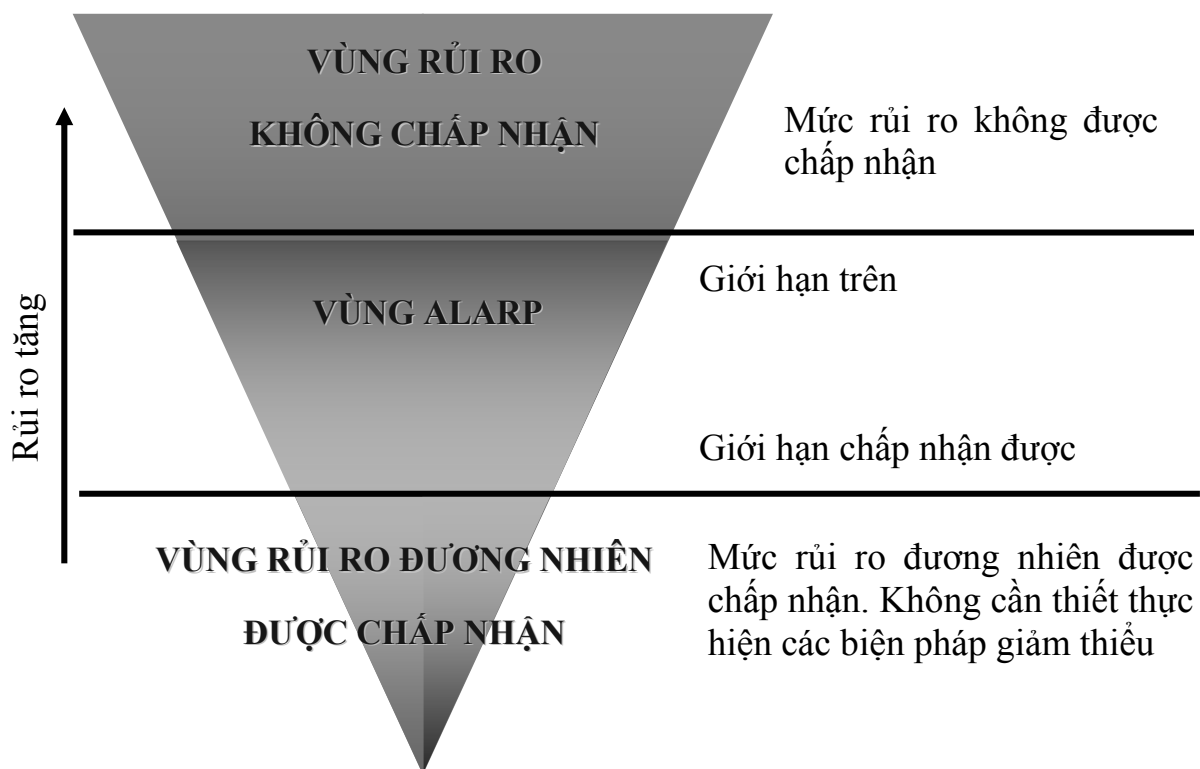 VÙNG RỦI RO
KHÔNG CHẤP NHẬN
Mức rủi ro không được
chấp nhận
Rủi ro tăng
Giới hạn trên
VÙNG ALARP
Giới hạn chấp nhận được
VÙNG RỦI RO ĐƯƠNG NHIÊN
ĐƯỢC CHẤP NHẬN
Mức rủi ro đương nhiên được
chấp nhận. Không cần thiết thực
hiện các biện pháp giảm thiểu